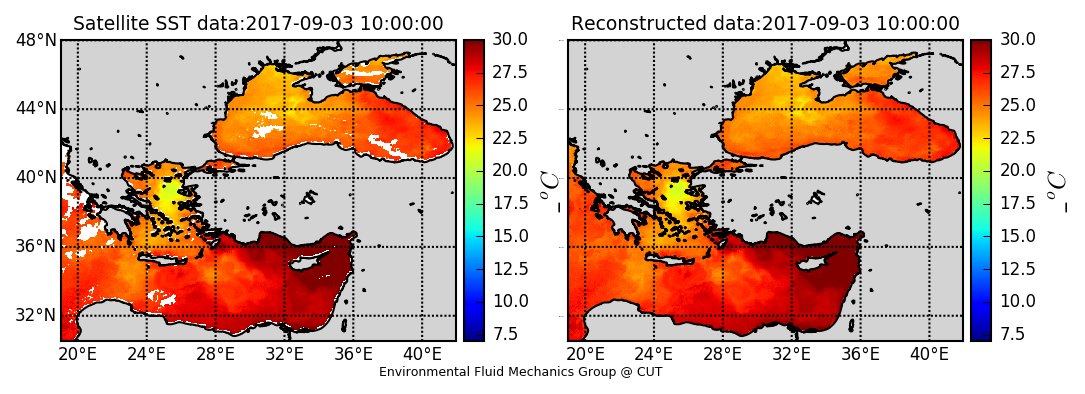 Satellite SST data:2017-09-03 10:00:00
48°N
44°N
40°N
36°N
32°N
20°E 24°E 28°E 32°E 36°E 40°E
30.0
27.5
25.0
22.5
20.0
17.5
15.0
12.5
10.0
7.5
_°C
Reconstructed data:2017-09-03 10:00:00
20°E 24°E 28°E 32°E 36°E 40°E
30.0
27.5
25.0
22.5
20.0
17.5
15.0
12.5
10.0
7.5
_°C
Environmental Fluid Mechanics Group @ CUT